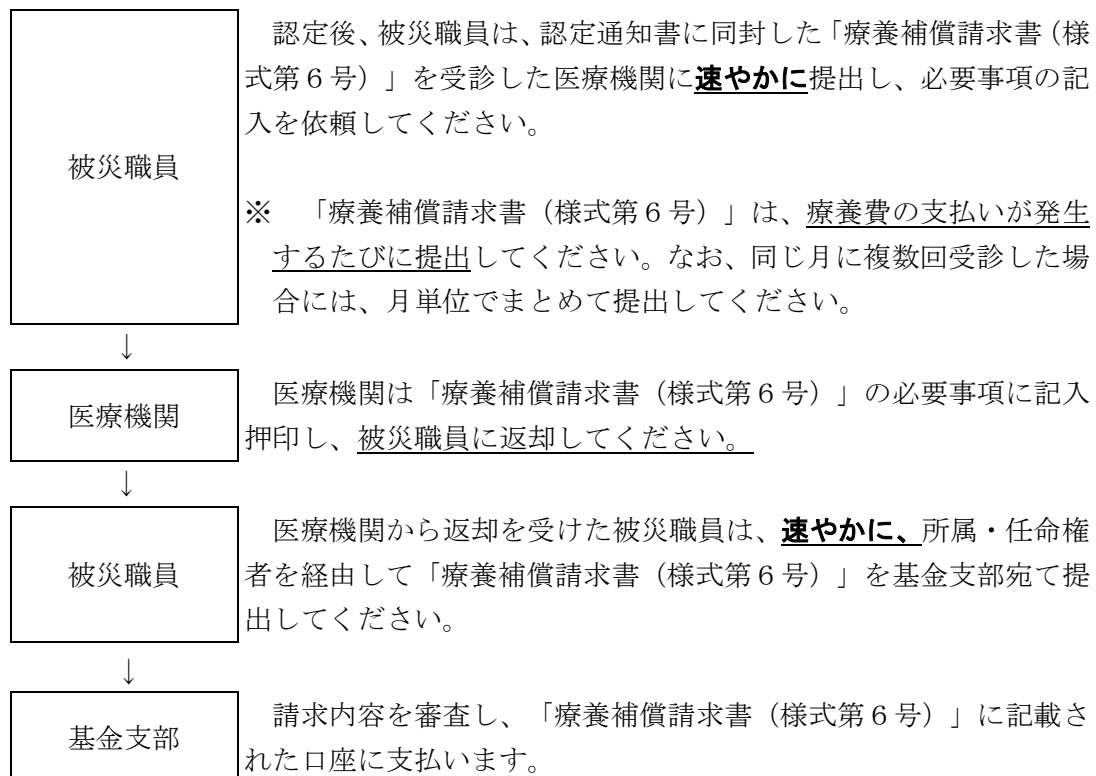 認定後、被災職員は、認定通知書に同封した「療養補償請求書（様
式第６号）」を受診した医療機関に速やかに提出し、必要事項の記
入を依頼してください。
被災職員
※　「療養補償請求書（様式第６号）」は、療養費の支払いが発生
するたびに提出してください。なお、同じ月に複数回受診した場
合には、月単位でまとめて提出してください。
↓
医療機関は「療養補償請求書（様式第６号）」の必要事項に記入
医療機関
押印し、被災職員に返却してください。
↓
医療機関から返却を受けた被災職員は、速やかに、所属・任命権
被災職員
者を経由して「療養補償請求書（様式第６号）」を基金支部宛て提
出してください。
↓
請求内容を審査し、「療養補償請求書（様式第６号）」に記載さ
基金支部
れた口座に支払います。